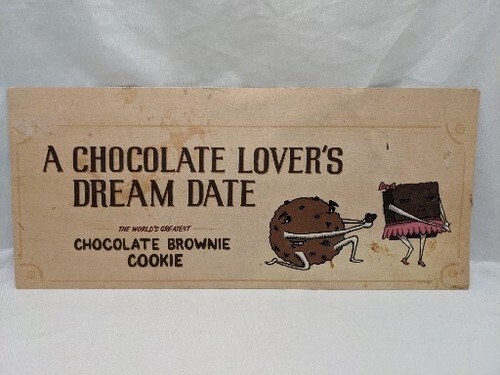 A CHOCOLATE LOVER'S
DREAM DATE
THE WORLD'S GREATEST
CHOCOLATE BROWNIE
COOKIE